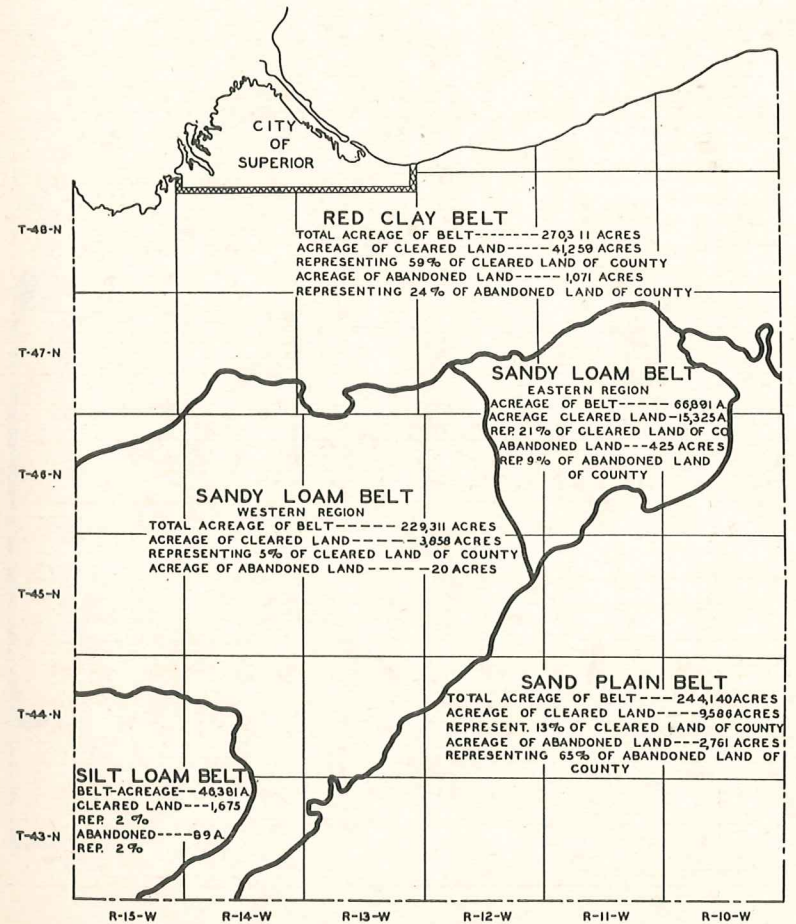 CITY
OF
SUPERIOR
T-48-N
RED CLAY BELT
TOTAL ACREAGE OF BELT--------270,311 ACRES
ACREAGE OF CLEARED LAND-----41,259 ACRES
REPRESENTING 59% OF CLEARED LAND OF COUNTY
ACREAGE OF ABANDONED LAND-----1,071 ACRES
REPRESENTING 24% OF ABANDONED LAND OF COUNTY
T-47-N
SANDY LOAM BELT
EASTERN REGION
ACREAGE OF BELT-----66,891 A.
ACREAGE CLEARED LAND-15,325 A.
REP. 21% OF CLEARED LAND OF CO.
ABANDONED LAND---425 ACRES
REP. 9% OF ABANDONED LAND
OF COUNTY
T-46-N
SANDY LOAM BELT
WESTERN REGION
TOTAL ACREAGE OF BELT------229,311 ACRES
ACREAGE OF CLEARED LAND----3,858 ACRES
REPRESENTING 5% OF CLEARED LAND OF COUNTY
ACREAGE OF ABANDONED LAND------20 ACRES
T-45-N
SAND PLAIN BELT
TOTAL ACREAGE OF BELT---244,140 ACRES
ACREAGE OF CLEARED LAND-----9,586 ACRES
REPRESENT. 13% OF CLEARED LAND OF COUNTY
ACREAGE OF ABANDONED LAND---2,761 ACRES
REPRESENTING 65% OF ABANDONED LAND OF
COUNTY
T-44-N
SILT LOAM BELT
BELT-ACREAGE--46,381 A.
CLEARED LAND---1,675
REP. 2%
ABANDONED----89 A.
REP. 2%
T-43-N
R-15-W R-14-W R-13-W R-12-W R-11-W R-10-W